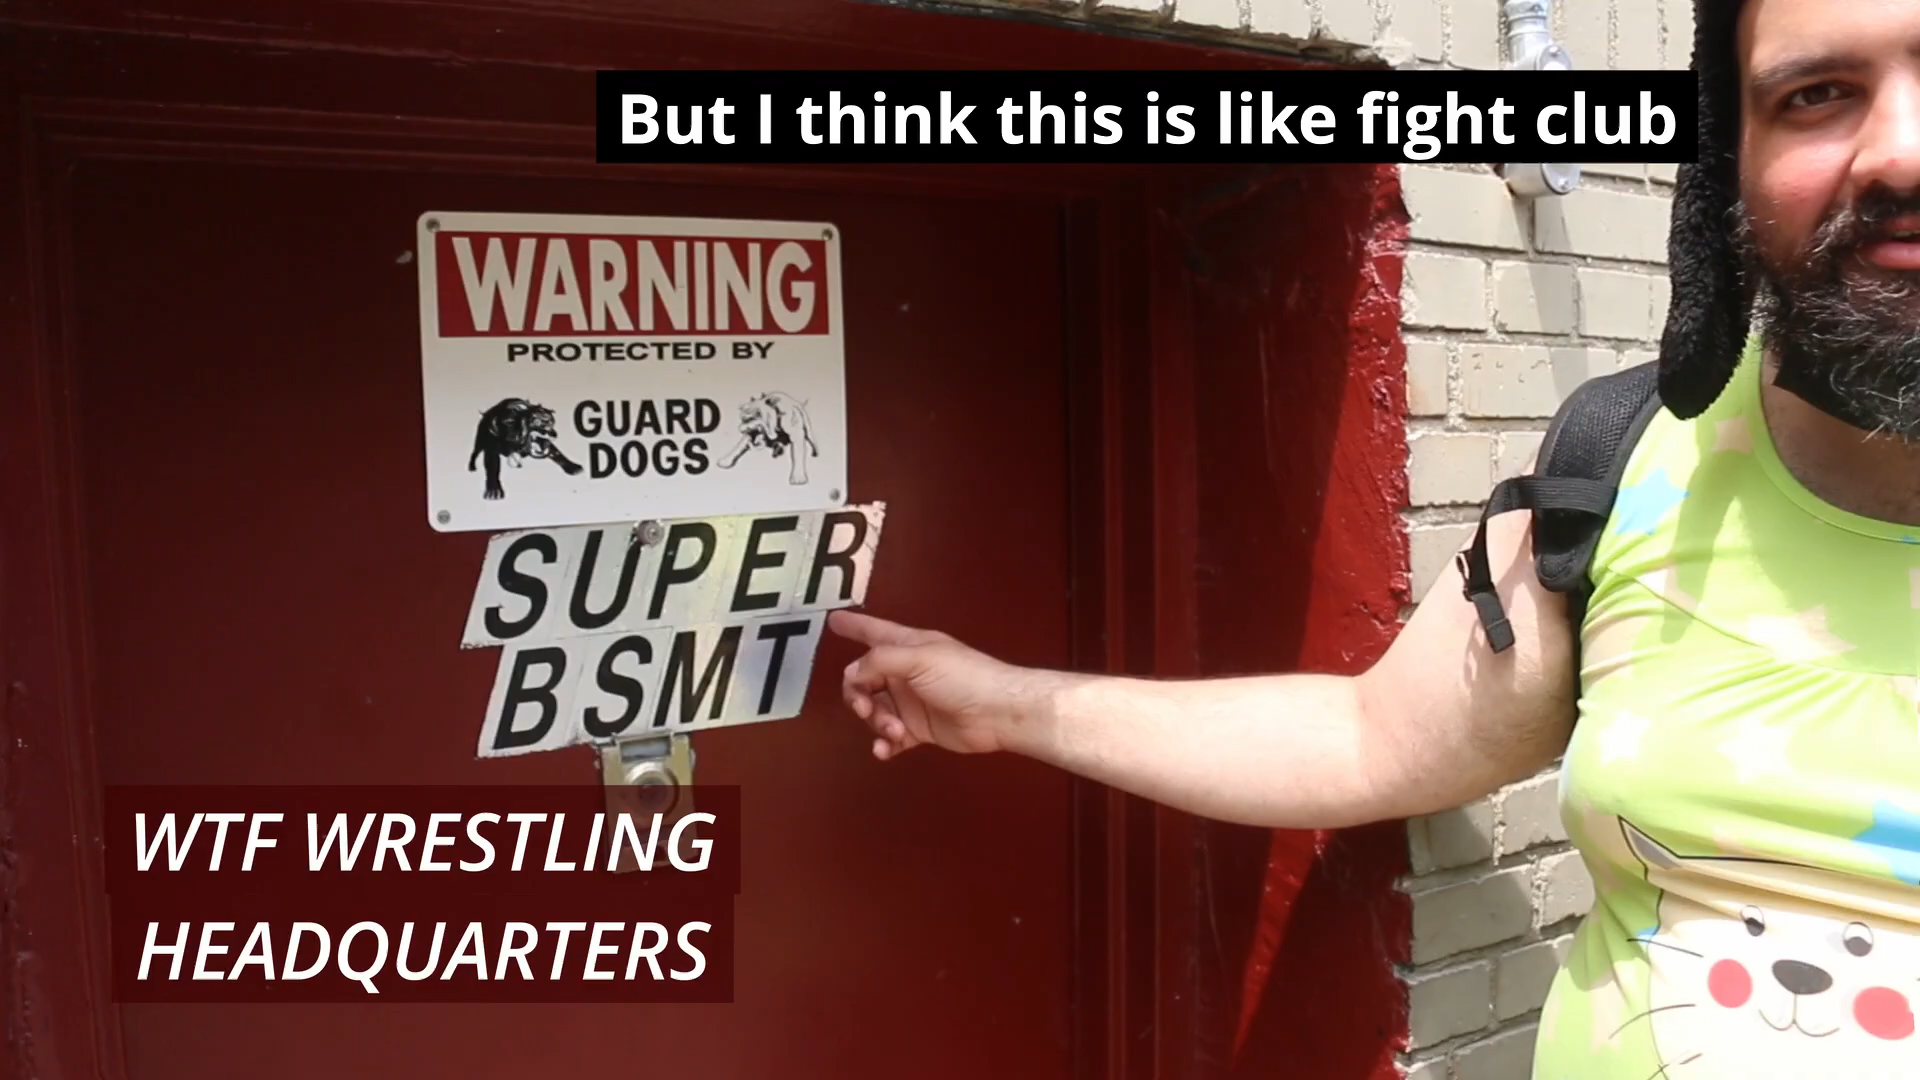 But I think this is like fight club
WARNING
PROTECTED BY
GUARD
DOGS
SUPER
BSMT
WTF WRESTLING
HEADQUARTERS